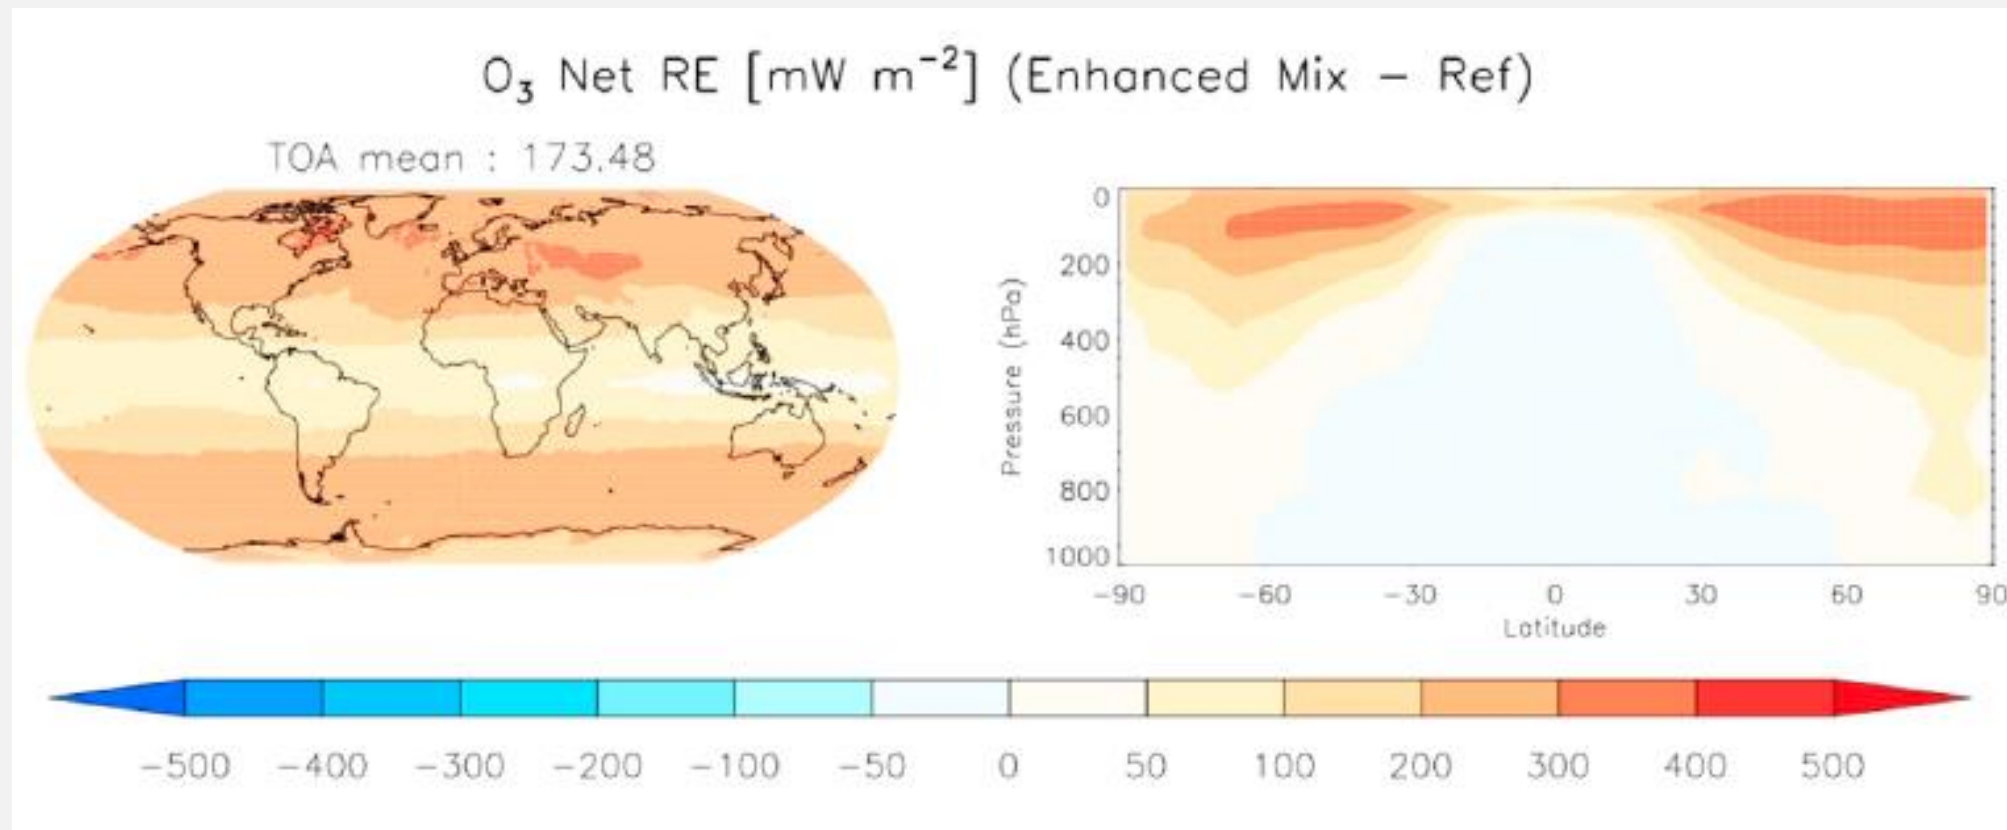 O₃ Net RE [mW m⁻²] (Enhanced Mix − Ref)
TOA mean : 173.48
0
200
400
600
800
1000
Pressure (hPa)
−90 −60 −30 0 30 60 90
Latitude
−500 −400 −300 −200 −100 −50 0 50 100 200 300 400 500